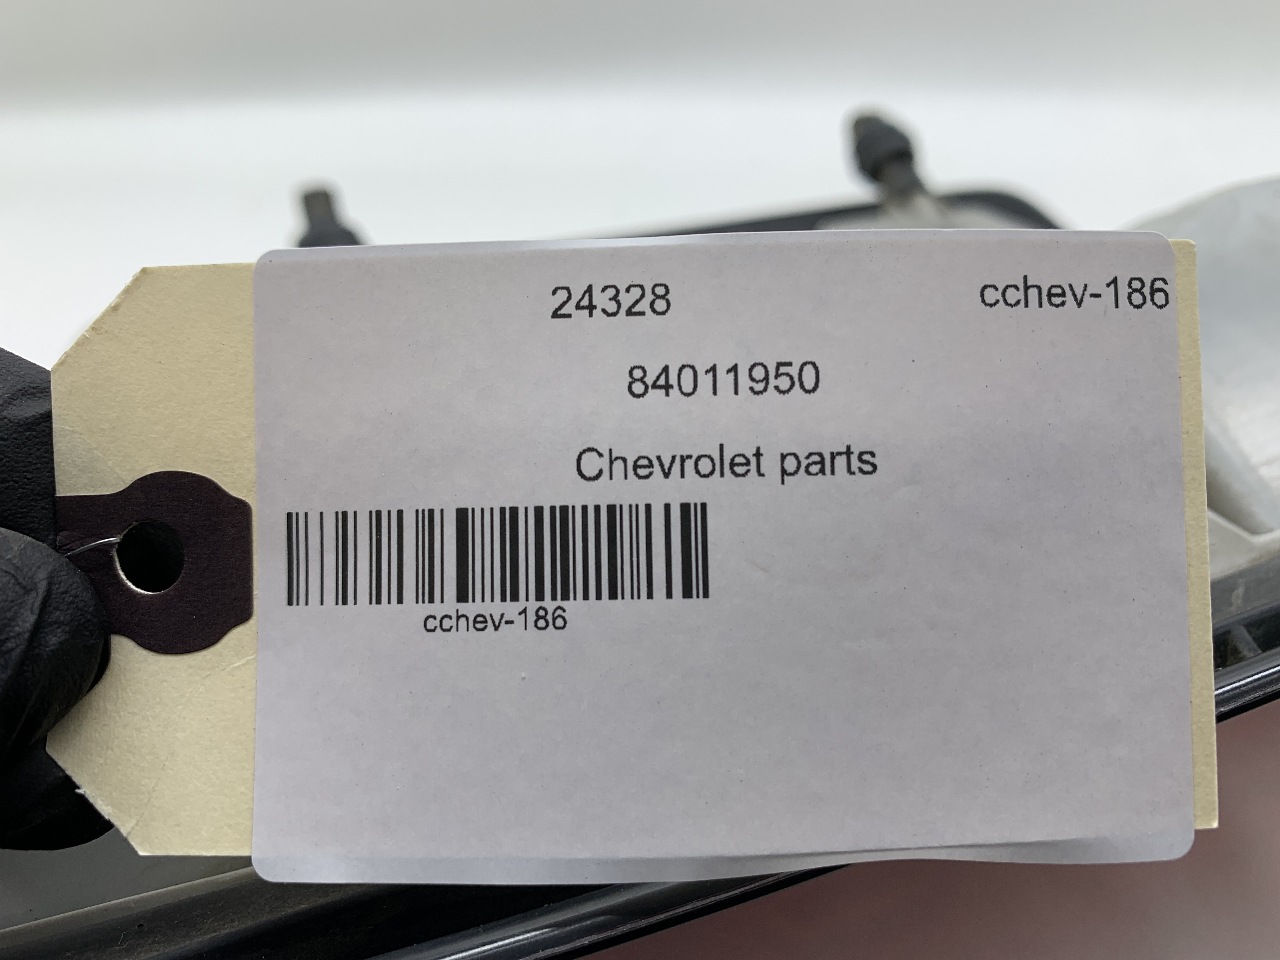 24328 cchev-186
84011950
Chevrolet parts
cchev-186